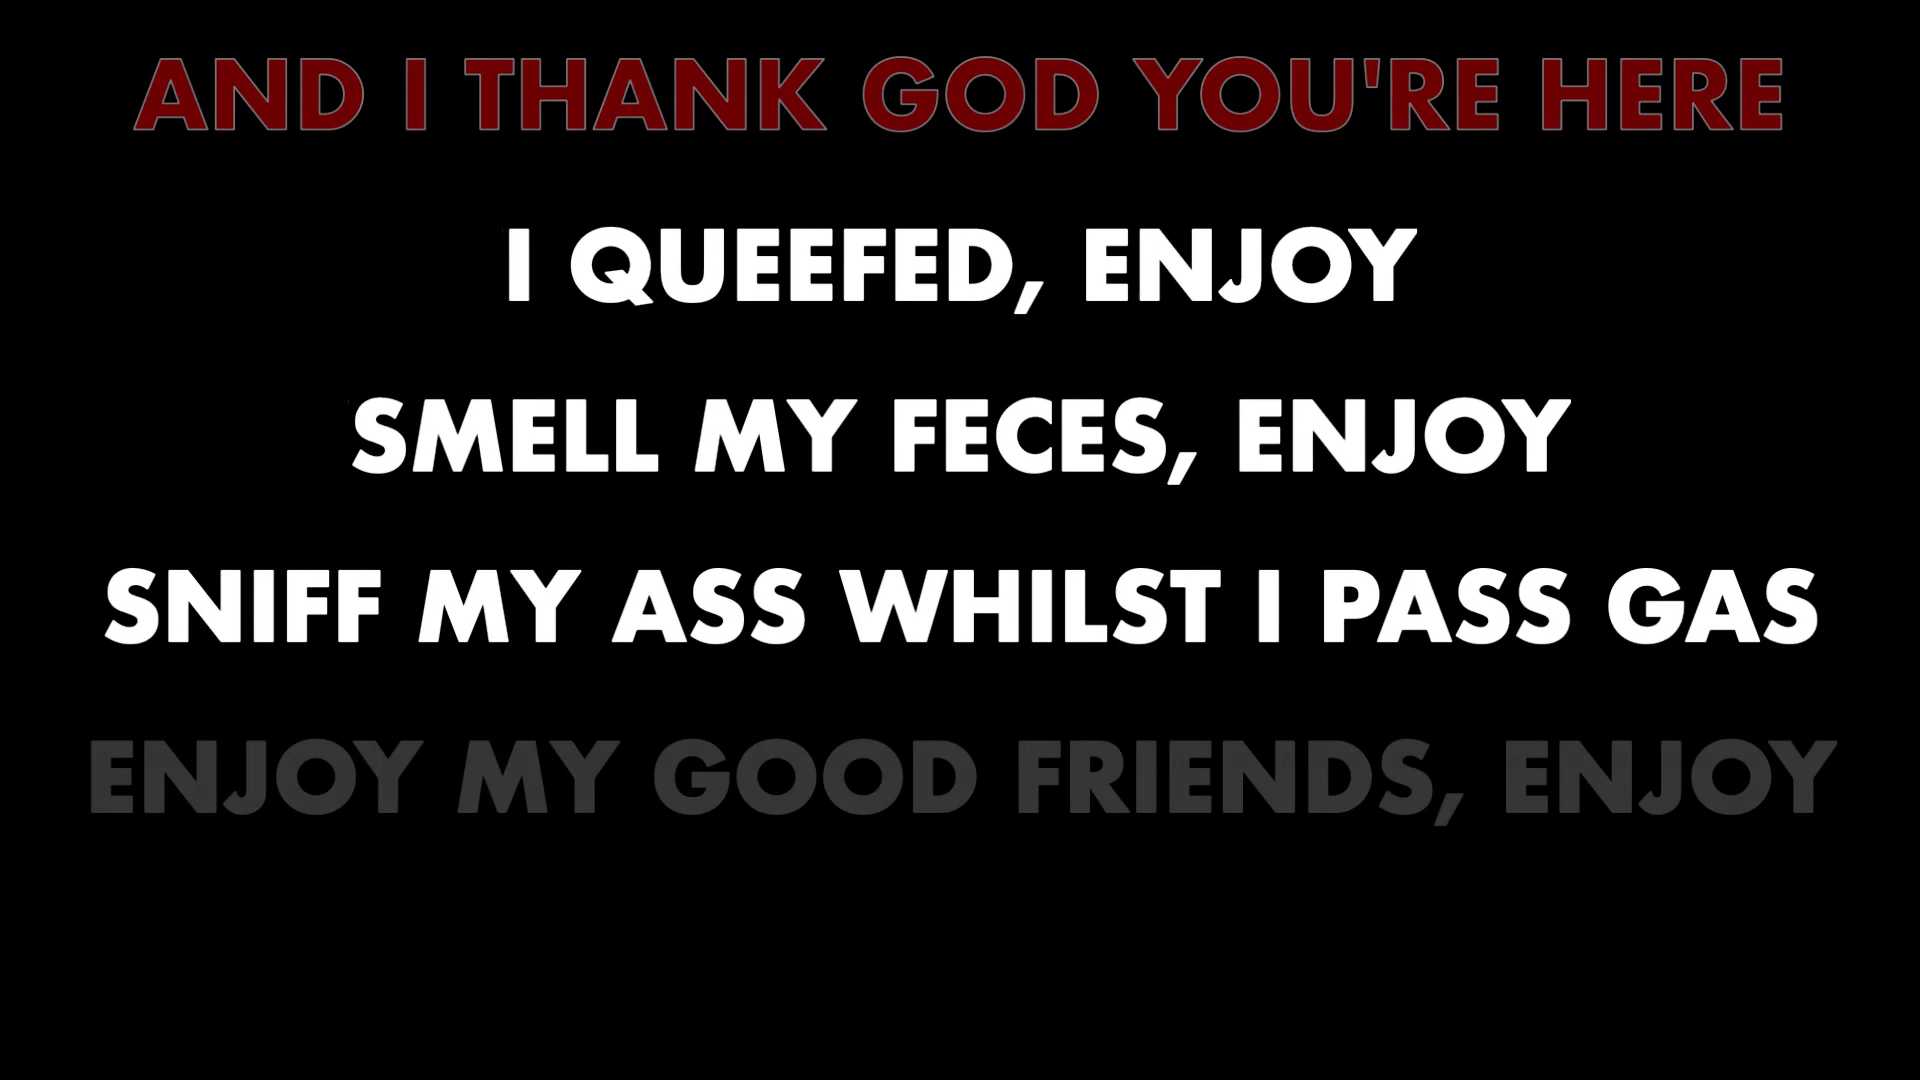 AND I THANK GOD YOU'RE HERE
I QUEEFED, ENJOY
SMELL MY FECES, ENJOY
SNIFF MY ASS WHILST I PASS GAS
ENJOY MY GOOD FRIENDS, ENJOY